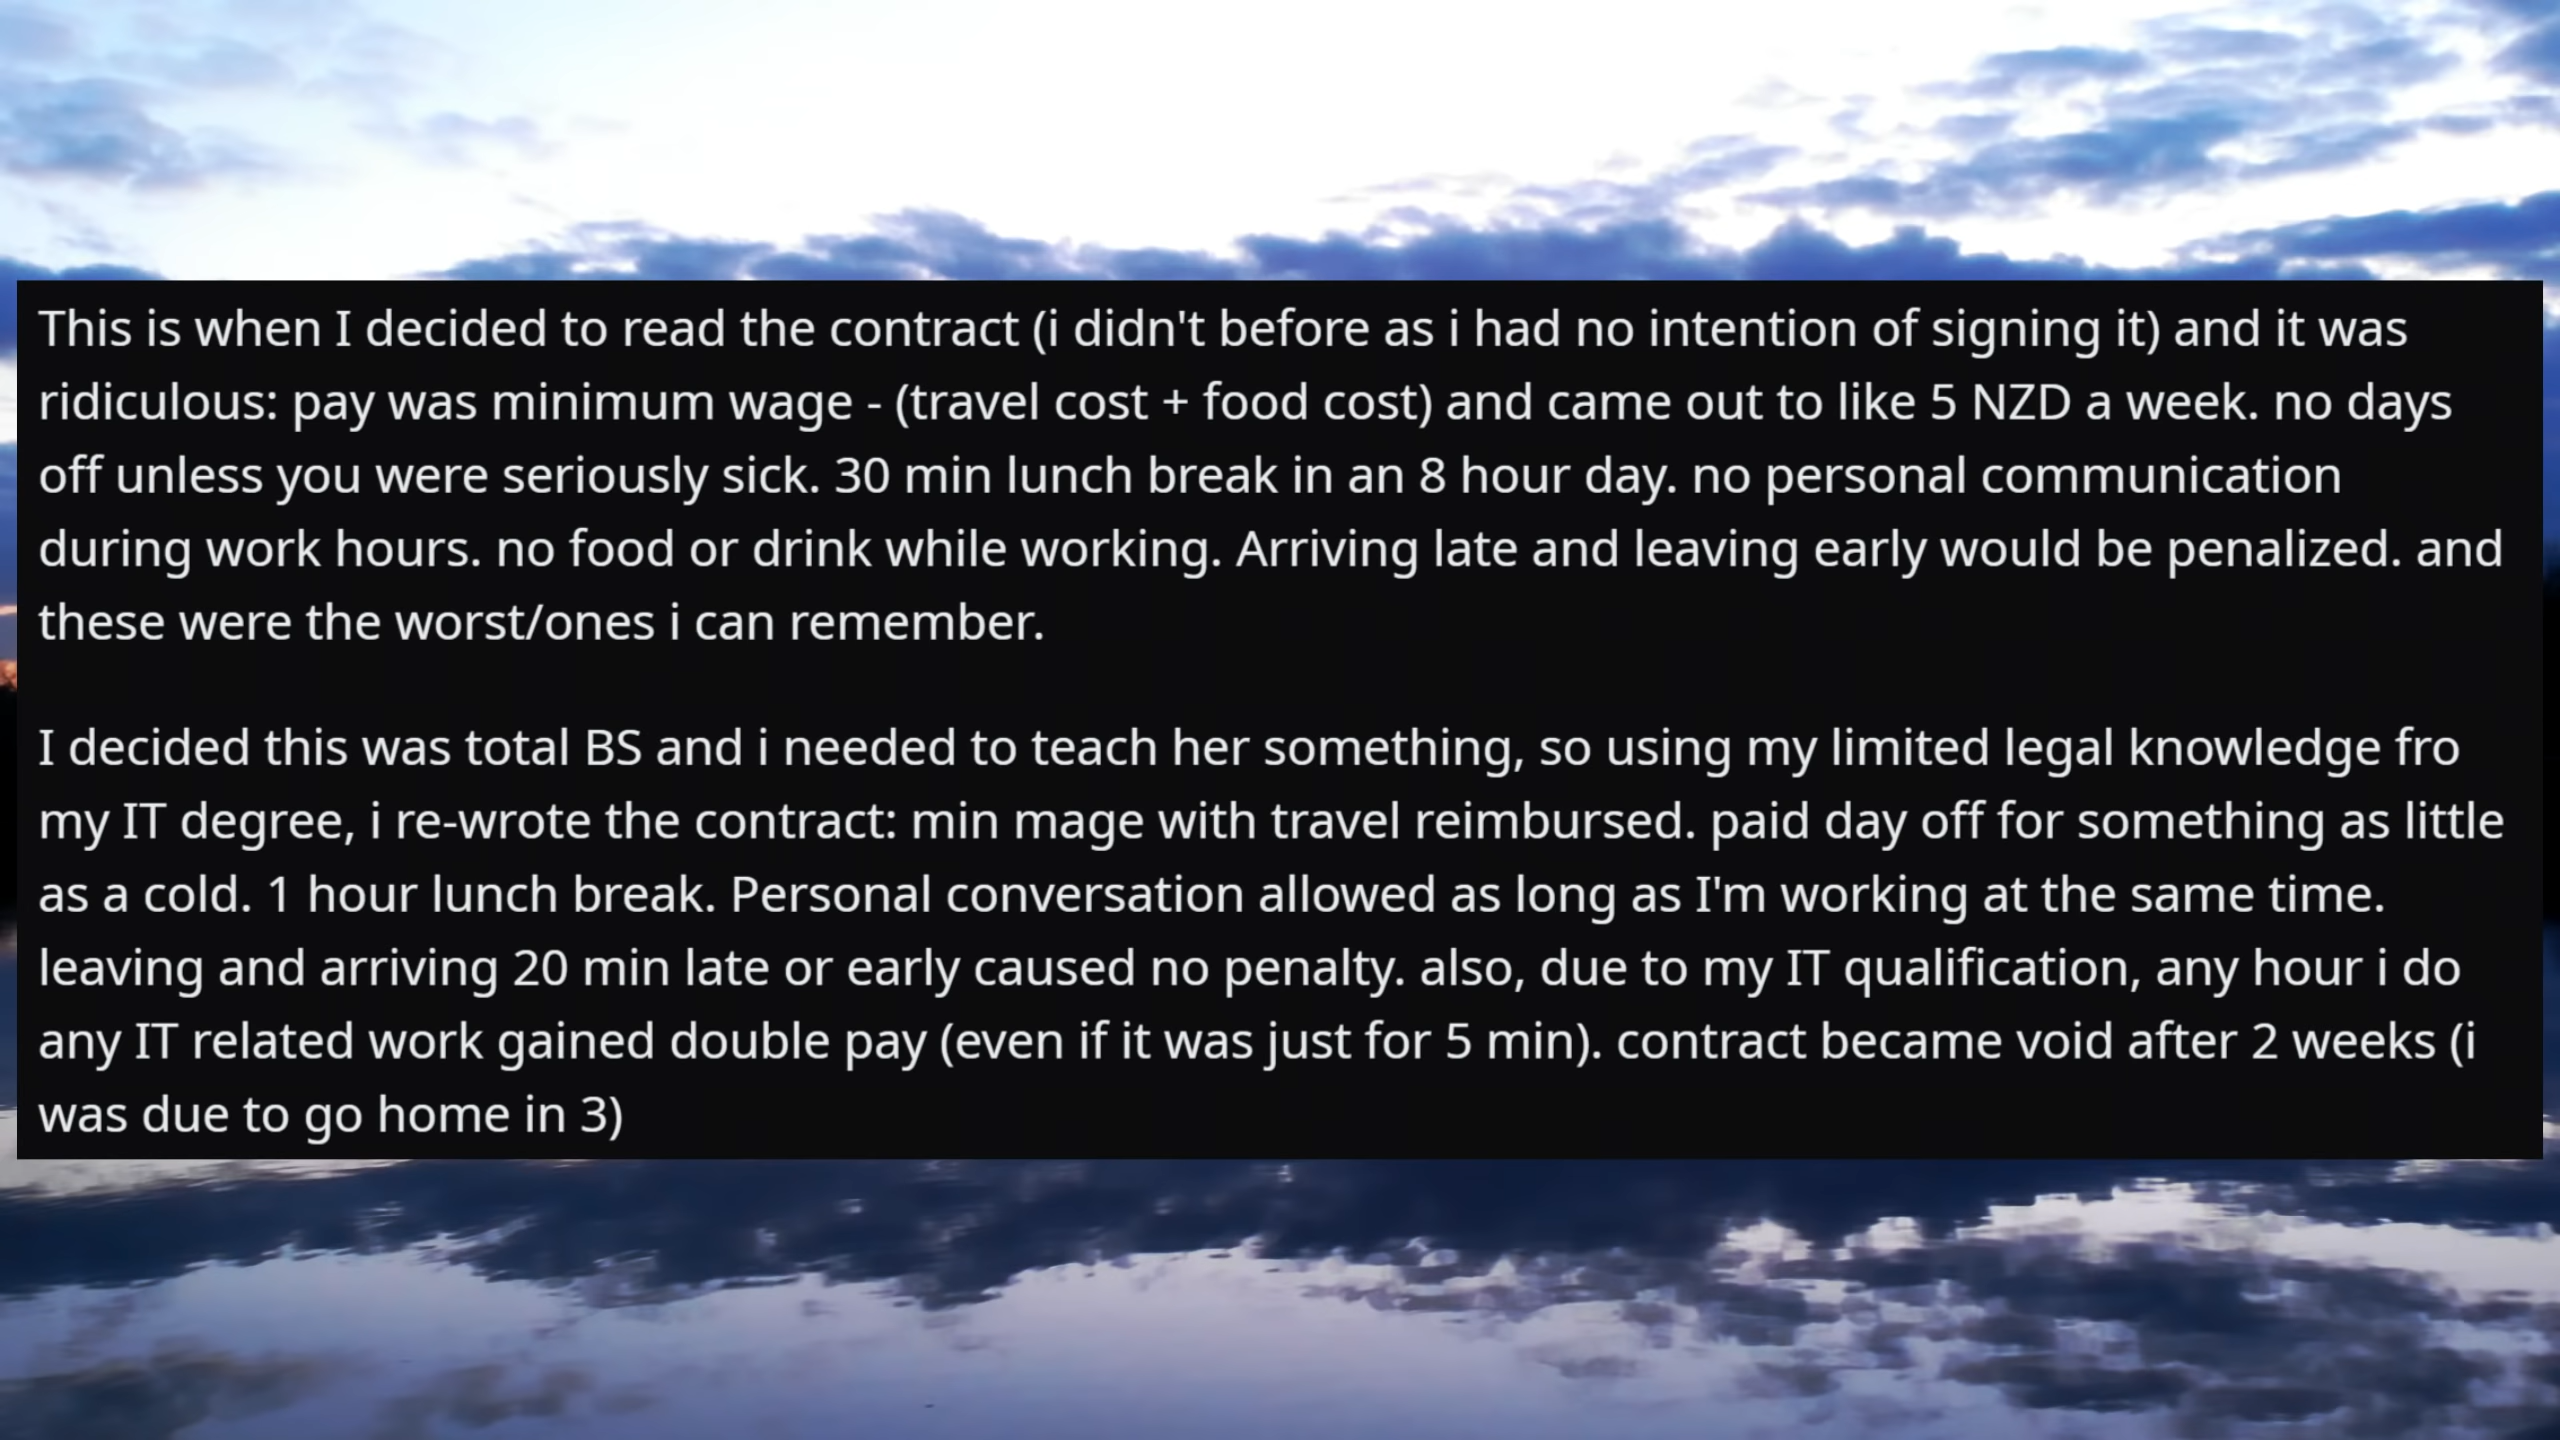 This is when I decided to read the contract (i didn't before as i had no intention of signing it) and it was
ridiculous: pay was minimum wage - (travel cost + food cost) and came out to like 5 NZD a week. no days
off unless you were seriously sick. 30 min lunch break in an 8 hour day. no personal communication
during work hours. no food or drink while working. Arriving late and leaving early would be penalized. and
these were the worst/ones i can remember.
I decided this was total BS and i needed to teach her something, so using my limited legal knowledge fro
my IT degree, i re-wrote the contract: min mage with travel reimbursed. paid day off for something as little
as a cold. 1 hour lunch break. Personal conversation allowed as long as I'm working at the same time.
leaving and arriving 20 min late or early caused no penalty. also, due to my IT qualification, any hour i do
any IT related work gained double pay (even if it was just for 5 min). contract became void after 2 weeks (i
was due to go home in 3)